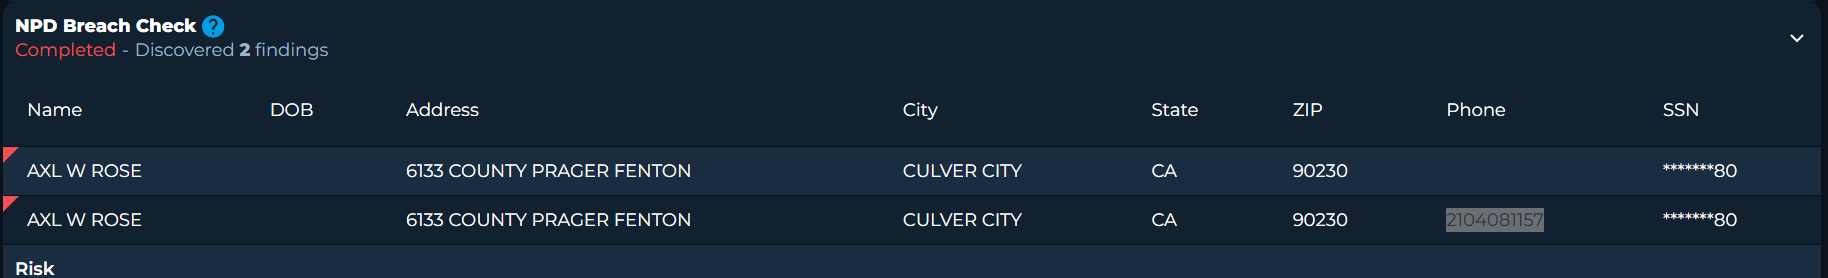 NPD Breach Check ?
Completed - Discovered 2 findings
Name DOB Address City State ZIP Phone SSN
AXL W ROSE 6133 COUNTY PRAGER FENTON CULVER CITY CA 90230 *******80
AXL W ROSE 6133 COUNTY PRAGER FENTON CULVER CITY CA 90230 2104081157 *******80
Risk